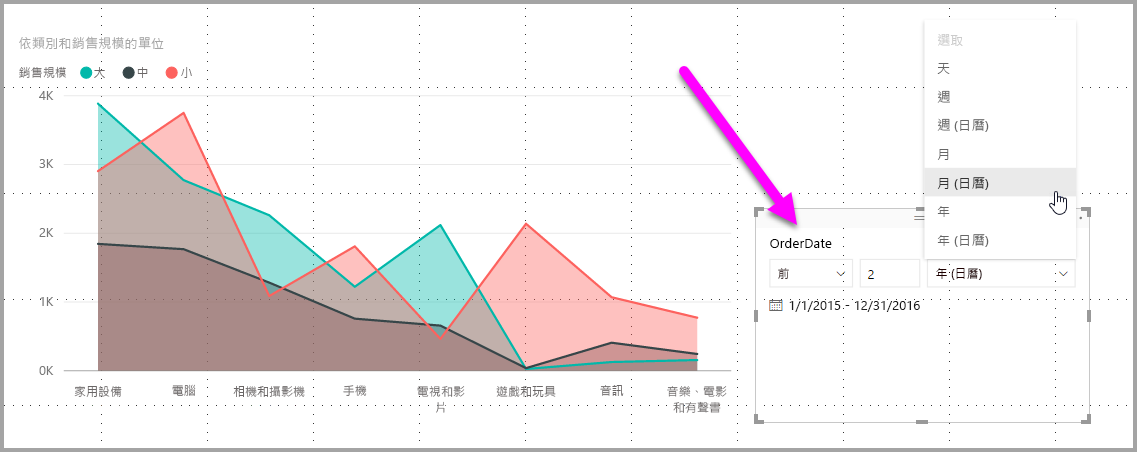 依類別和銷售規模的單位
銷售規模 大 中 小
4K
3K
2K
1K
0K
家用設備
電腦
相機和攝影機
手機
電視和影
片
遊戲和玩具
音訊
音樂、電影
和有聲書
選取
天
週
週 (日曆)
月
月 (日曆)
年
年 (日曆)
OrderDate
前 2 年 (日曆)
1/1/2015 - 12/31/2016